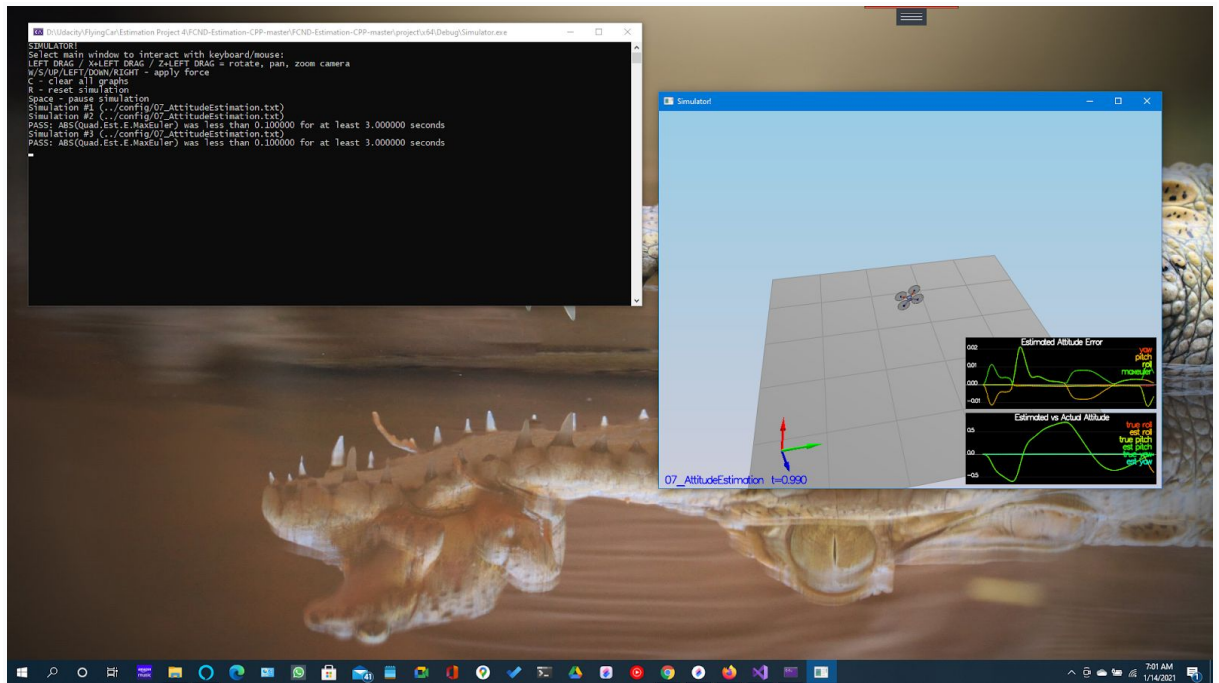 D:\Udacity\FlyingCar\Estimation Project 4\FCND-Estimation-CPP-master\FCND-Estimation-CPP-master\project\x64\Debug\Simulator.exe
SIMULATOR!
Select main window to interact with keyboard/mouse:
LEFT DRAG / X+LEFT DRAG / Z+LEFT DRAG = rotate, pan, zoom camera
W/S/UP/LEFT/DOWN/RIGHT - apply force
C - clear all graphs
R - reset simulation
Space - pause simulation
Simulation #1 (../config/07_AttitudeEstimation.txt)
Simulation #2 (../config/07_AttitudeEstimation.txt)
PASS: ABS(Quad.Est.E.MaxEuler) was less than 0.100000 for at least 3.000000 seconds
Simulation #3 (../config/07_AttitudeEstimation.txt)
PASS: ABS(Quad.Est.E.MaxEuler) was less than 0.100000 for at least 3.000000 seconds
Simulator!
Estimated Attitude Error
0.02
0.01
0.00
-0.01
yaw
pitch
roll
maxeuler
Estimated vs Actual Attitude
0.5
0.0
-0.5
true roll
est roll
true pitch
est pitch
true yaw
est yaw
07_AttitudeEstimation t=0.990
amazon
music
41
7:01 AM
1/14/2021